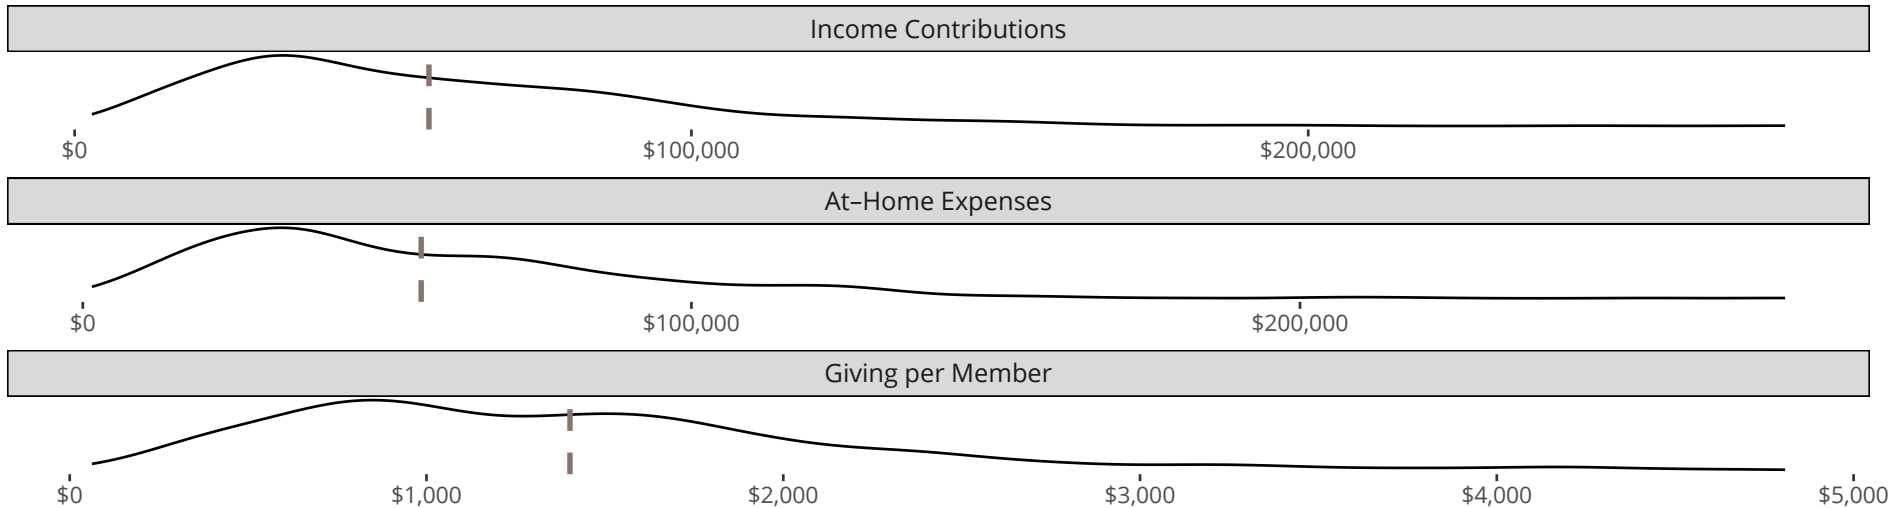 Income Contributions
$0 $100,000 $200,000
At–Home Expenses
$0 $100,000 $200,000
Giving per Member
$0 $1,000 $2,000 $3,000 $4,000 $5,000